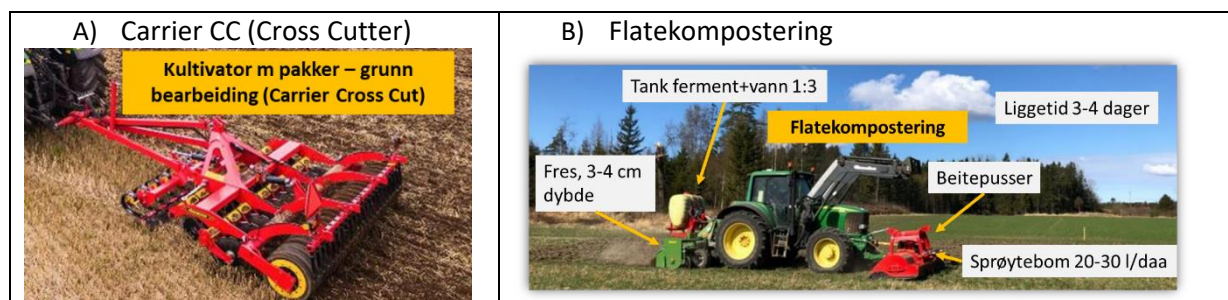 A) Carrier CC (Cross Cutter)
Kultivator m pakker – grunn
bearbeiding (Carrier Cross Cut)
B) Flatekompostering
Tank ferment+vann 1:3
Liggetid 3-4 dager
Flatekompostering
Fres, 3-4 cm
dybde
Beitepusser
Sprøytebom 20-30 l/daa